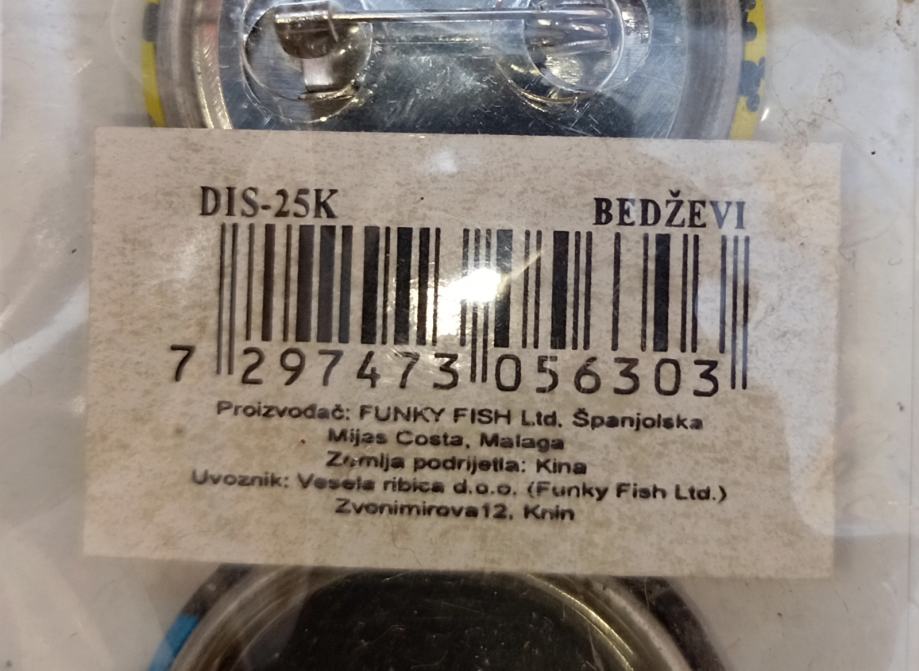 DIS-25K BEDŽEVI
7 297473 056303
Proizvođač: FUNKY FISH Ltd. Španjolska
Mijas Costa, Malaga
Zemlja podrijetla: Kina
Uvoznik: Vesela ribica d.o.o. (Funky Fish Ltd.)
Zvonimirova12, Knin